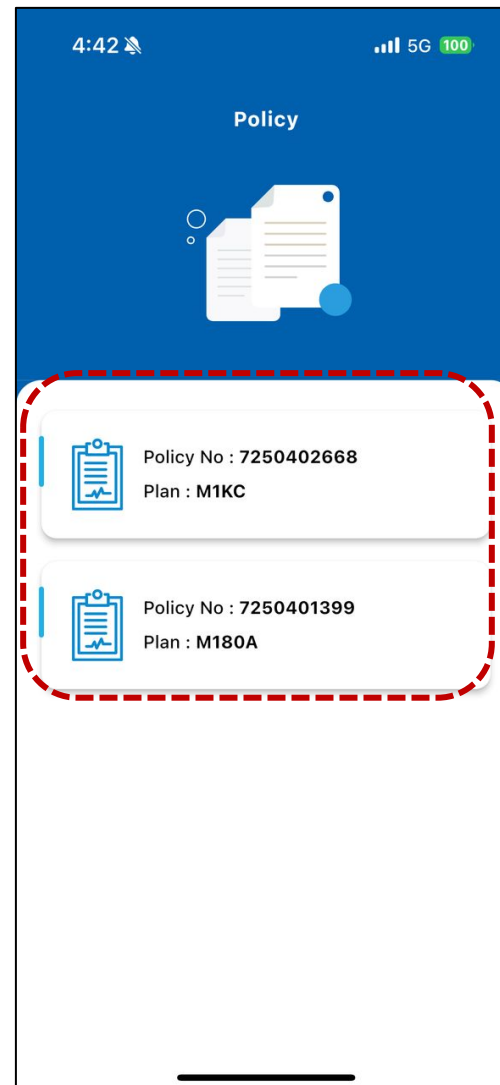 4:42 5G 100
Policy
Policy No : 7250402668
Plan : M1KC
Policy No : 7250401399
Plan : M180A